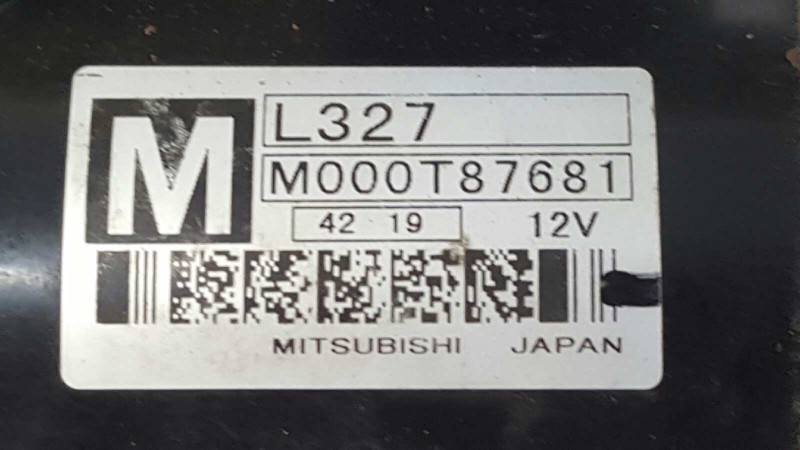 M
L327
M000T87681
42 19
12V
MITSUBISHI JAPAN